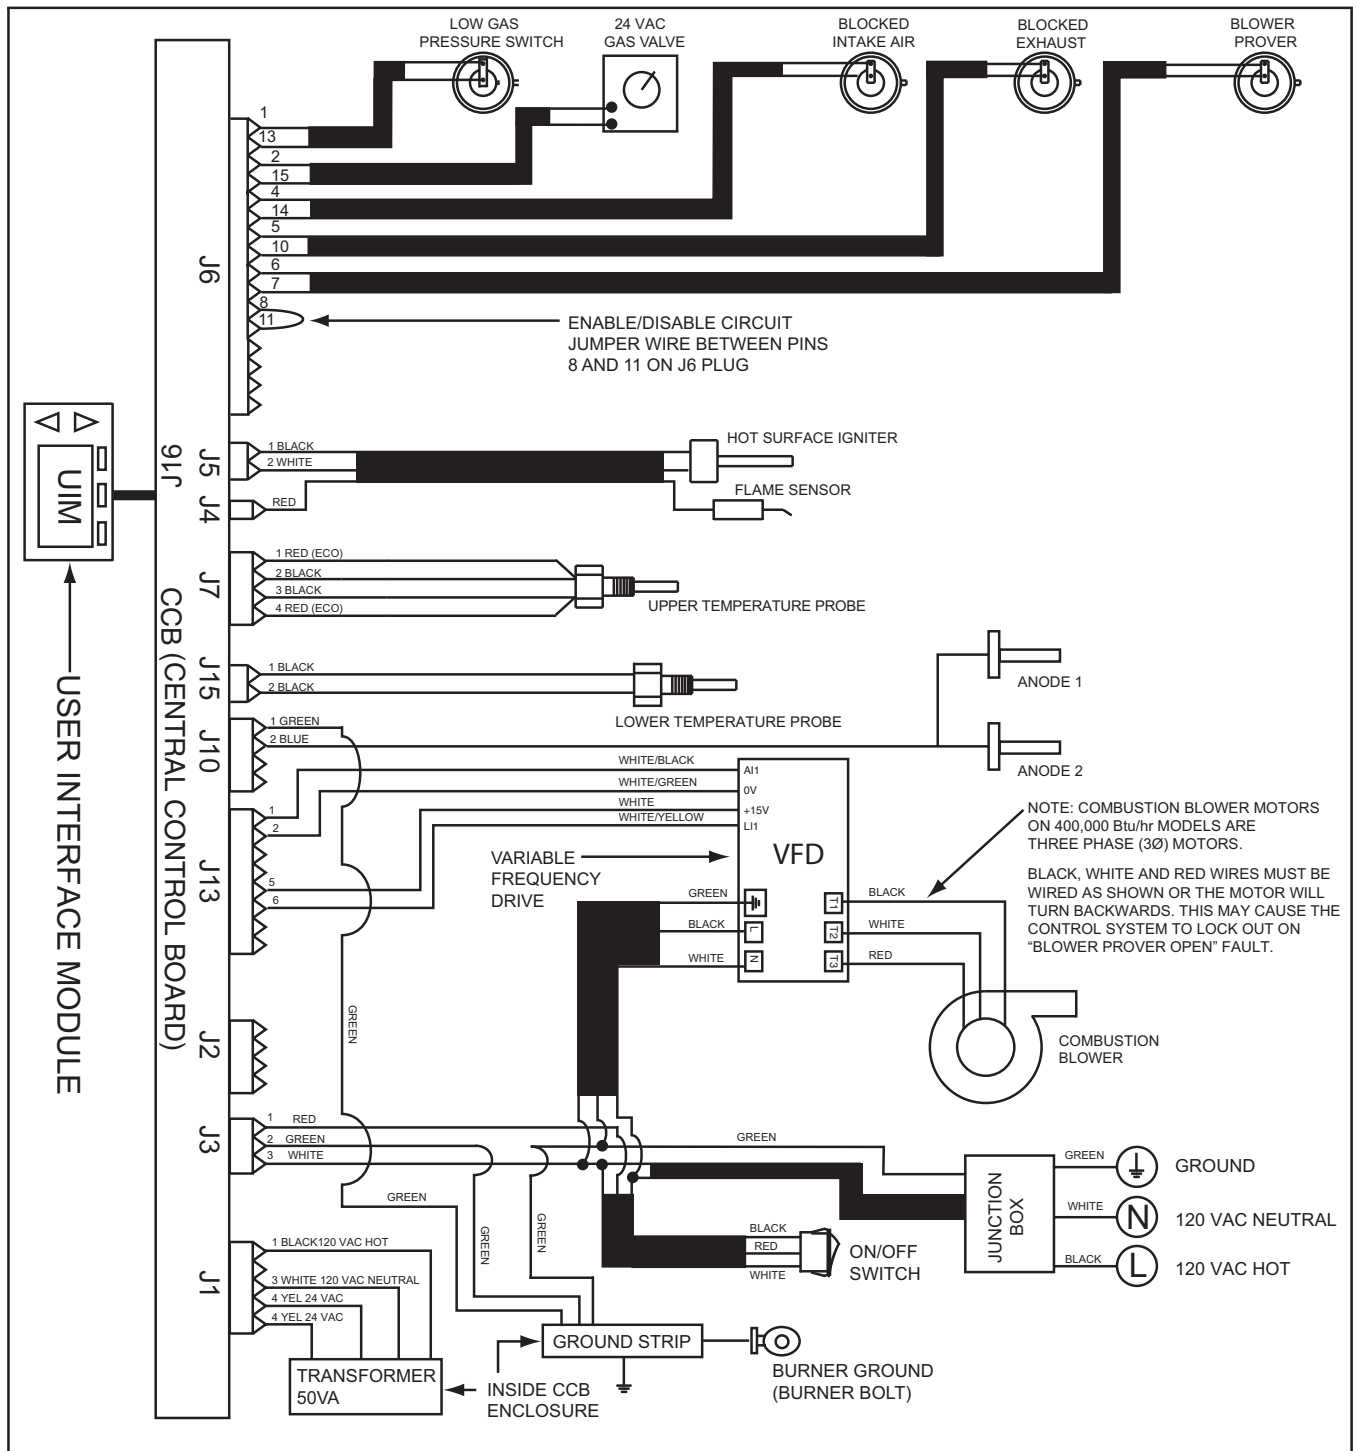 LOW GAS
PRESSURE SWITCH
24 VAC
GAS VALVE
BLOCKED
INTAKE AIR
BLOCKED
EXHAUST
BLOWER
PROVER
1
13
2
15
4
14
5
10
6
7
8
11
J6
ENABLE/DISABLE CIRCUIT
JUMPER WIRE BETWEEN PINS
8 AND 11 ON J6 PLUG
UIM
USER INTERFACE MODULE
J16
CCB (CENTRAL CONTROL BOARD)
J5
1 BLACK
2 WHITE
HOT SURFACE IGNITER
J4
RED
FLAME SENSOR
J7
1 RED (ECO)
2 BLACK
3 BLACK
4 RED (ECO)
UPPER TEMPERATURE PROBE
J15
1 BLACK
2 BLACK
LOWER TEMPERATURE PROBE
ANODE 1
ANODE 2
J10
1 GREEN
2 BLUE
J13
1
2
5
6
WHITE/BLACK
WHITE/GREEN
WHITE
WHITE/YELLOW
AI1
0V
+15V
LI1
VFD
VARIABLE
FREQUENCY
DRIVE
GREEN
BLACK
WHITE
L
N
T1
T2
T3
BLACK
WHITE
RED
NOTE: COMBUSTION BLOWER MOTORS
ON 400,000 Btu/hr MODELS ARE
THREE PHASE (3Ø) MOTORS.
BLACK, WHITE AND RED WIRES MUST BE
WIRED AS SHOWN OR THE MOTOR WILL
TURN BACKWARDS. THIS MAY CAUSE THE
CONTROL SYSTEM TO LOCK OUT ON
“BLOWER PROVER OPEN” FAULT.
COMBUSTION
BLOWER
GREEN
J2
J3
1 RED
2 GREEN
3 WHITE
GREEN
GREEN
GREEN
GREEN
BLACK
RED
WHITE
ON/OFF
SWITCH
JUNCTION
BOX
GREEN
GROUND
WHITE
N
120 VAC NEUTRAL
BLACK
L
120 VAC HOT
J1
1 BLACK120 VAC HOT
3 WHITE 120 VAC NEUTRAL
4 YEL 24 VAC
4 YEL 24 VAC
TRANSFORMER
50VA
INSIDE CCB
ENCLOSURE
GROUND STRIP
BURNER GROUND
(BURNER BOLT)